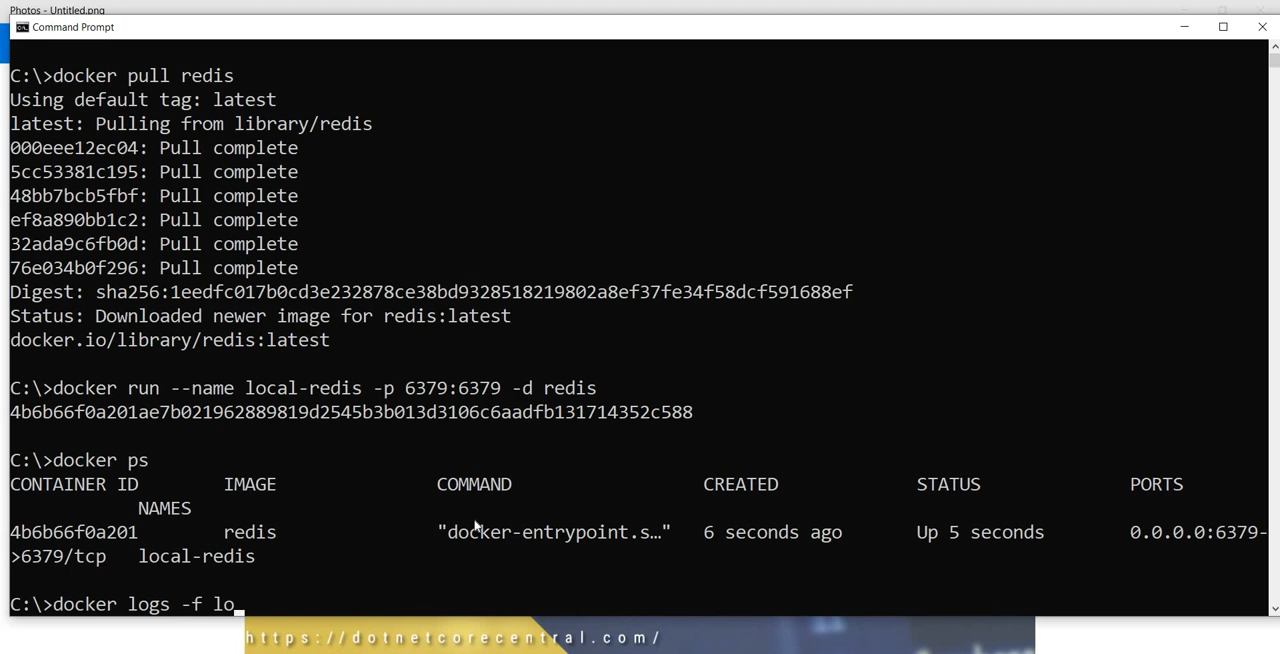 Photos - Untitled.png
Command Prompt
C:\>docker pull redis
Using default tag: latest
latest: Pulling from library/redis
000eee12ec04: Pull complete
5cc53381c195: Pull complete
48bb7bcb5fbf: Pull complete
ef8a890bb1c2: Pull complete
32ada9c6fb0d: Pull complete
76e034b0f296: Pull complete
Digest: sha256:1eedfc017b0cd3e232878ce38bd9328518219802a8ef37fe34f58dcf591688ef
Status: Downloaded newer image for redis:latest
docker.io/library/redis:latest
C:\>docker run --name local-redis -p 6379:6379 -d redis
4b6b66f0a201ae7b021962889819d2545b3b013d3106c6aadfb131714352c588
C:\>docker ps
CONTAINER ID IMAGE COMMAND CREATED STATUS PORTS
NAMES
4b6b66f0a201 redis "docker-entrypoint.s…" 6 seconds ago Up 5 seconds 0.0.0.0:6379-
>6379/tcp local-redis
C:\>docker logs -f lo
https://dotnetcorecentral.com/